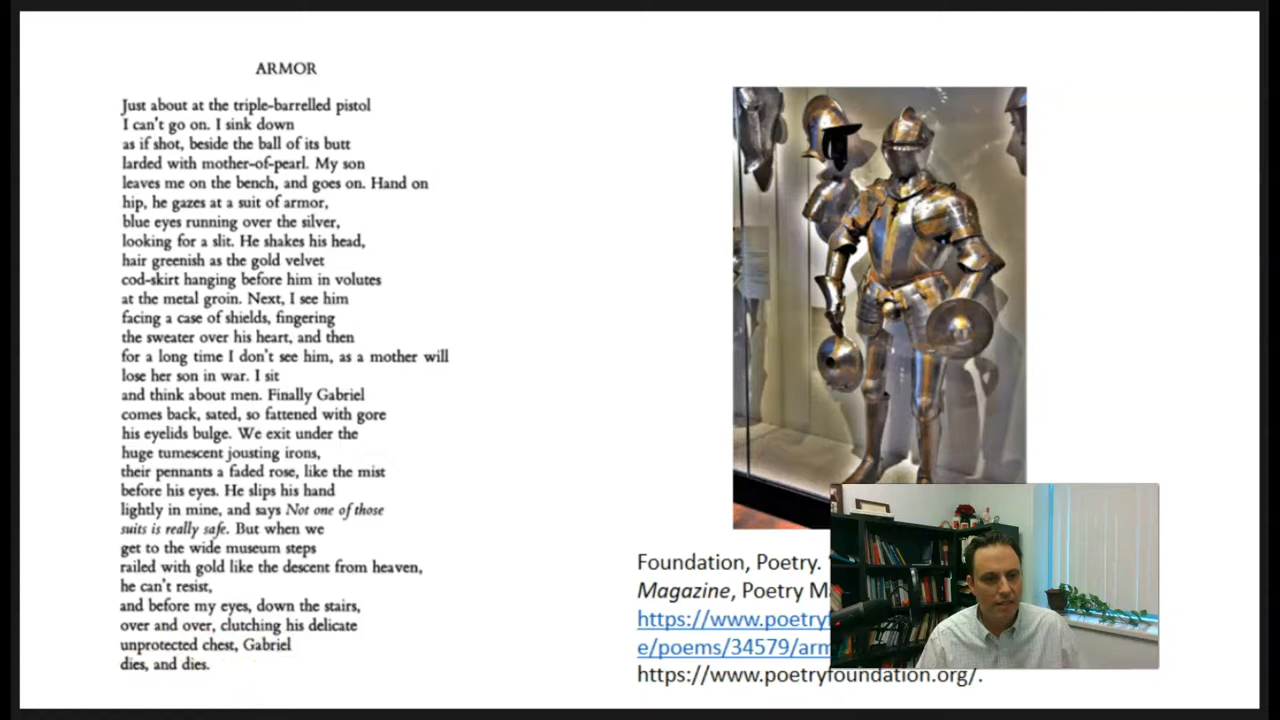 ARMOR
Just about at the triple-barrelled pistol
I can't go on. I sink down
as if shot, beside the ball of its butt
larded with mother-of-pearl. My son
leaves me on the bench, and goes on. Hand on
hip, he gazes at a suit of armor,
blue eyes running over the silver,
looking for a slit. He shakes his head,
hair greenish as the gold velvet
cod-skirt hanging before him in volutes
at the metal groin. Next, I see him
facing a case of shields, fingering
the sweater over his heart, and then
for a long time I don't see him, as a mother will
lose her son in war. I sit
and think about men. Finally Gabriel
comes back, sated, so fattened with gore
his eyelids bulge. We exit under the
huge tumescent jousting irons,
their pennants a faded rose, like the mist
before his eyes. He slips his hand
lightly in mine, and says Not one of those
suits is really safe. But when we
get to the wide museum steps
railed with gold like the descent from heaven,
he can't resist,
and before my eyes, down the stairs,
over and over, clutching his delicate
unprotected chest, Gabriel
dies, and dies.
Foundation, Poetry.
Magazine, Poetry
https://www.poetry
e/poems/34579/arm
https://www.poetryfoundation.org/.